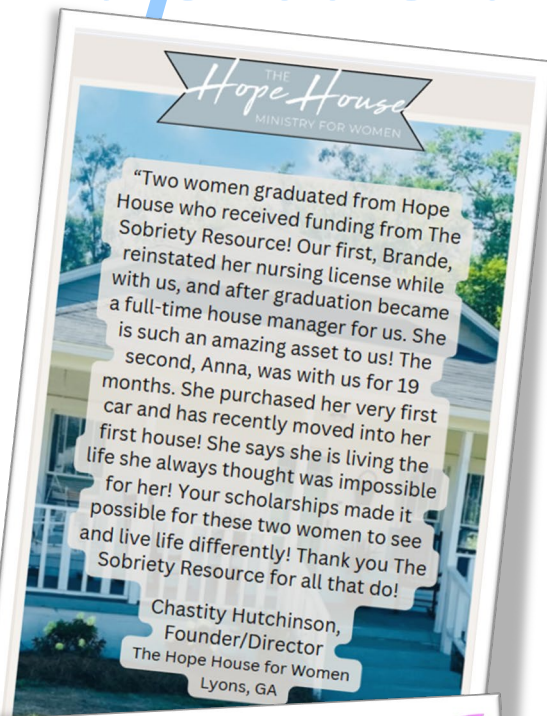 THE
Hope House
MINISTRY FOR WOMEN
“Two women graduated from Hope
House who received funding from The
Sobriety Resource! Our first, Brande,
reinstated her nursing license while
with us, and after graduation became
a full-time house manager for us. She
is such an amazing asset to us! The
second, Anna, was with us for 19
months. She purchased her very first
car and has recently moved into her
first house! She says she is living the
life she always thought was impossible
for her! Your scholarships made it
possible for these two women to see
and live life differently! Thank you The
Sobriety Resource for all that do!
Chastity Hutchinson,
Founder/Director
The Hope House for Women
Lyons, GA